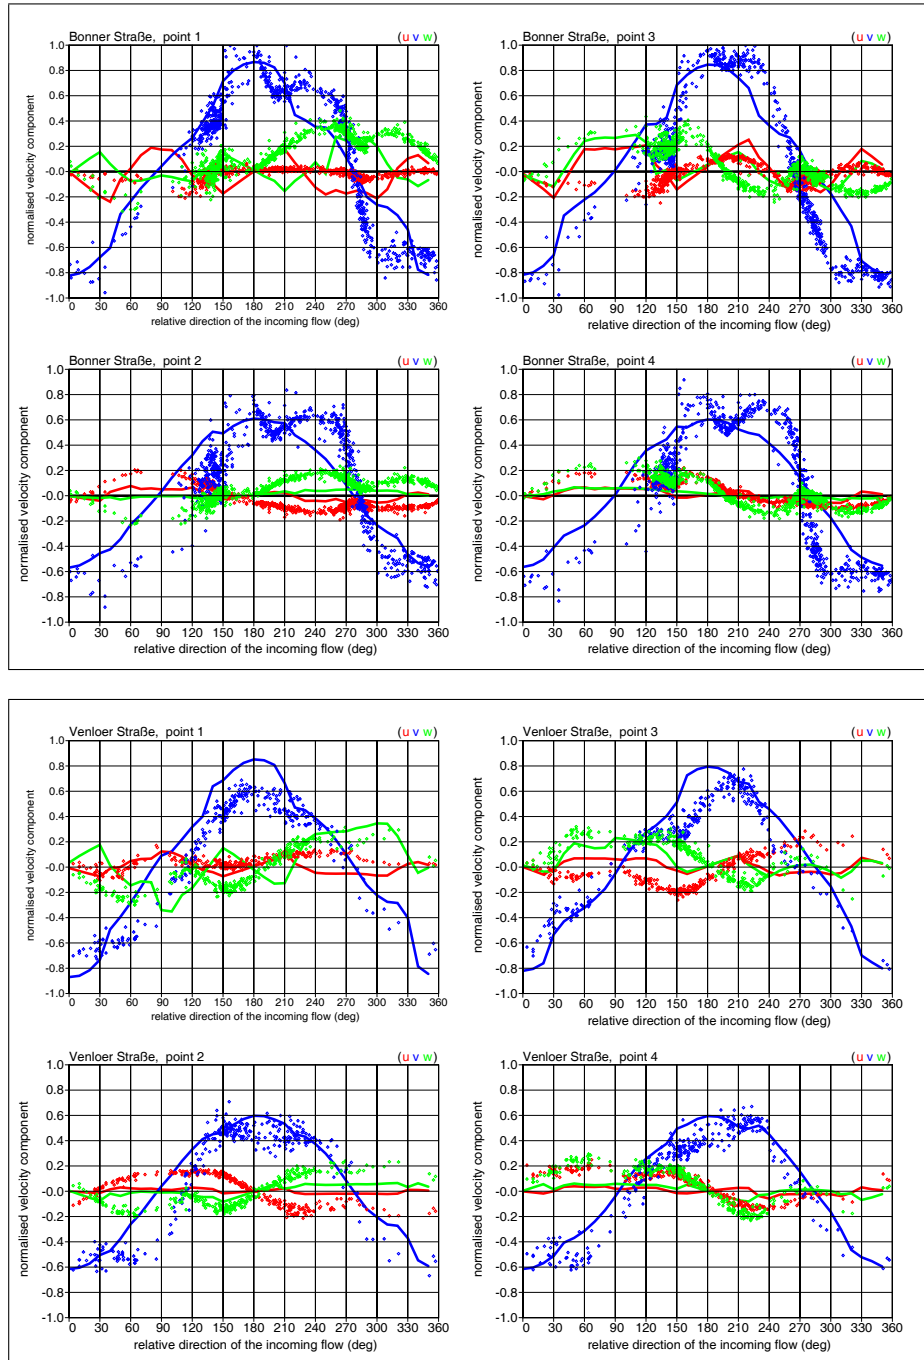 Bonner Straße, point 1 (u v w)
normalised velocity component
1.0
0.8
0.6
0.4
0.2
-0.0
-0.2
-0.4
-0.6
-0.8
-1.0
0 30 60 90 120 150 180 210 240 270 300 330 360
relative direction of the incoming flow (deg)
Bonner Straße, point 3 (u v w)
normalised velocity component
1.0
0.8
0.6
0.4
0.2
-0.0
-0.2
-0.4
-0.6
-0.8
-1.0
0 30 60 90 120 150 180 210 240 270 300 330 360
relative direction of the incoming flow (deg)
Bonner Straße, point 2 (u v w)
normalised velocity component
1.0
0.8
0.6
0.4
0.2
-0.0
-0.2
-0.4
-0.6
-0.8
-1.0
0 30 60 90 120 150 180 210 240 270 300 330 360
relative direction of the incoming flow (deg)
Bonner Straße, point 4 (u v w)
normalised velocity component
1.0
0.8
0.6
0.4
0.2
-0.0
-0.2
-0.4
-0.6
-0.8
-1.0
0 30 60 90 120 150 180 210 240 270 300 330 360
relative direction of the incoming flow (deg)
Venloer Straße, point 1 (u v w)
normalised velocity component
1.0
0.8
0.6
0.4
0.2
-0.0
-0.2
-0.4
-0.6
-0.8
-1.0
0 30 60 90 120 150 180 210 240 270 300 330 360
relative direction of the incoming flow (deg)
Venloer Straße, point 3 (u v w)
normalised velocity component
1.0
0.8
0.6
0.4
0.2
-0.0
-0.2
-0.4
-0.6
-0.8
-1.0
0 30 60 90 120 150 180 210 240 270 300 330 360
relative direction of the incoming flow (deg)
Venloer Straße, point 2 (u v w)
normalised velocity component
1.0
0.8
0.6
0.4
0.2
-0.0
-0.2
-0.4
-0.6
-0.8
-1.0
0 30 60 90 120 150 180 210 240 270 300 330 360
relative direction of the incoming flow (deg)
Venloer Straße, point 4 (u v w)
normalised velocity component
1.0
0.8
0.6
0.4
0.2
-0.0
-0.2
-0.4
-0.6
-0.8
-1.0
0 30 60 90 120 150 180 210 240 270 300 330 360
relative direction of the incoming flow (deg)